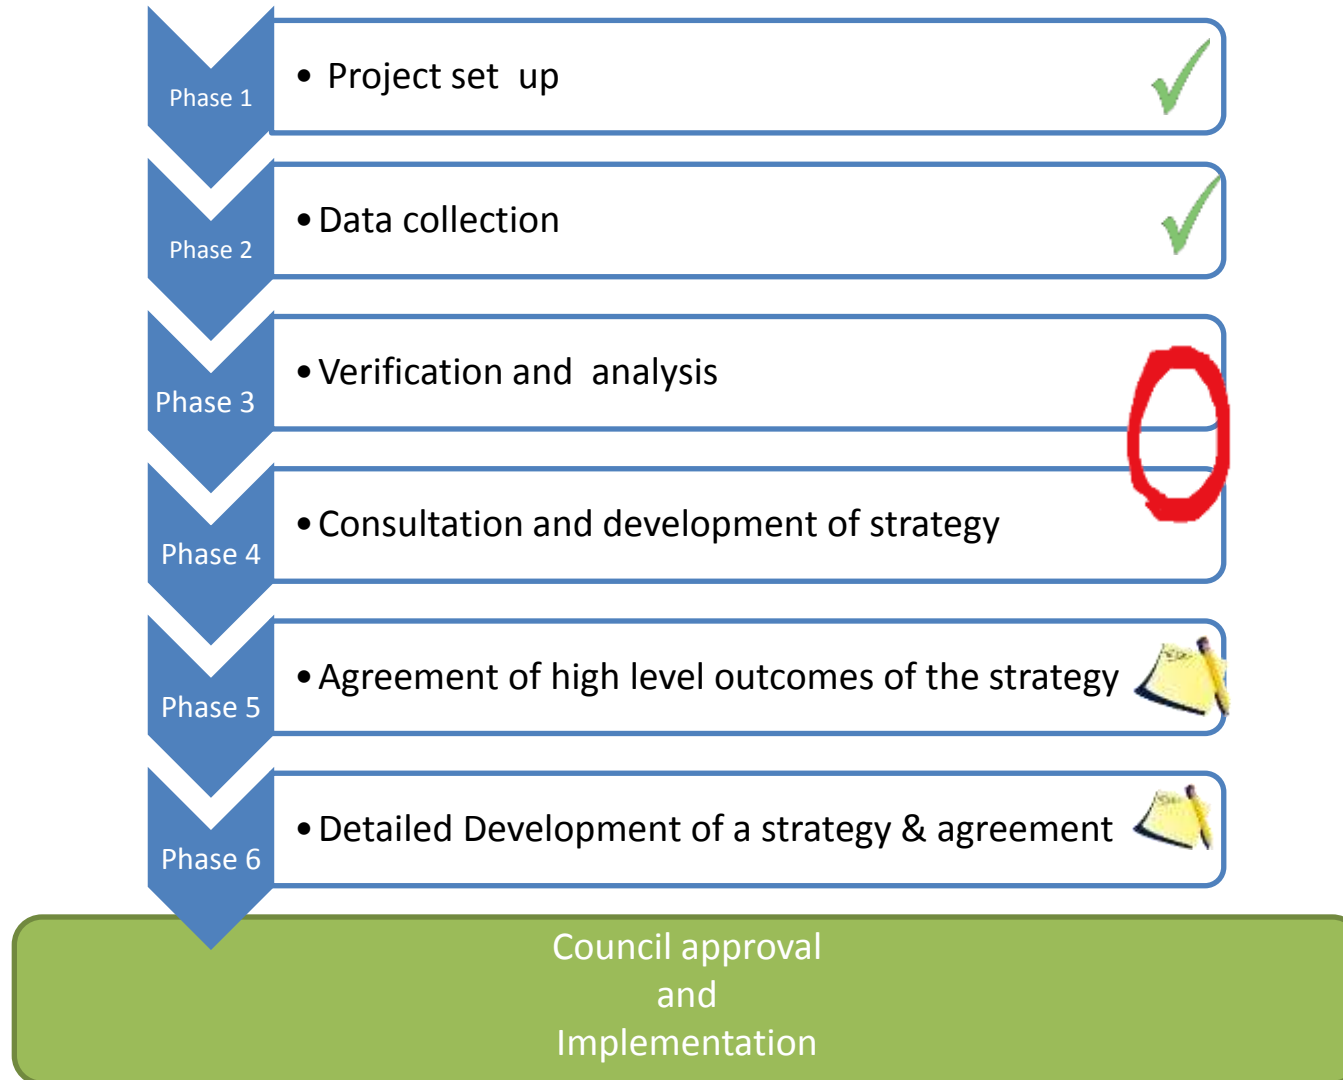 Phase 1
• Project set up
Phase 2
• Data collection
Phase 3
• Verification and analysis
Phase 4
• Consultation and development of strategy
Phase 5
• Agreement of high level outcomes of the strategy
Phase 6
• Detailed Development of a strategy & agreement
Council approval
and
Implementation